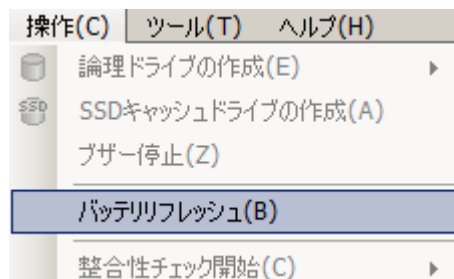 操作(C) ツール(T) ヘルプ(H)
論理ドライブの作成(E)
SSD SSDキャッシュドライブの作成(A)
ブザー停止(Z)
バッテリリフレッシュ(B)
整合性チェック開始(C)